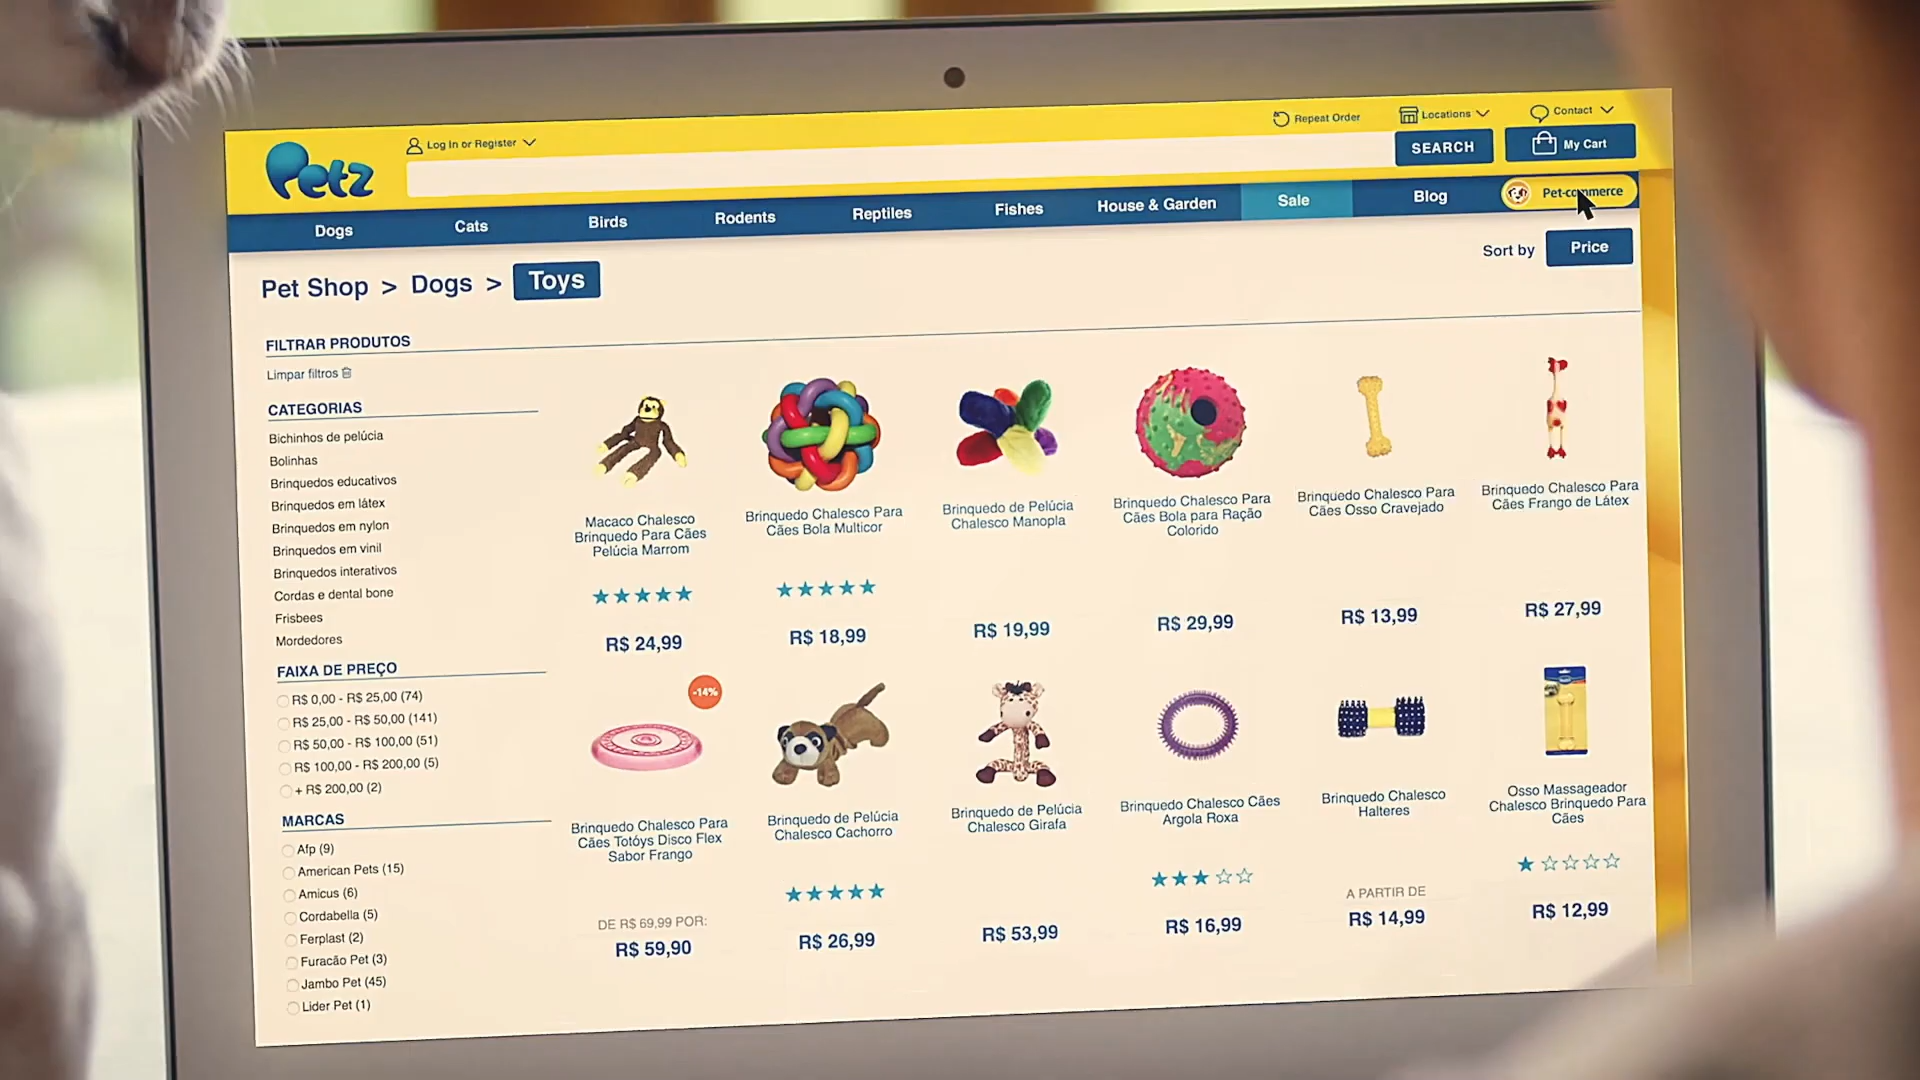 Repeat Order
Locations
Contact
Petz
Log In or Register
SEARCH
My Cart
Dogs
Cats
Birds
Rodents
Reptiles
Fishes
House & Garden
Sale
Blog
Pet-commerce
Pet Shop > Dogs > Toys
Sort by
Price
FILTRAR PRODUTOS
Limpar filtros
CATEGORIAS
Bichinhos de pelúcia
Bolinhas
Brinquedos educativos
Brinquedos em látex
Brinquedos em nylon
Brinquedos em vinil
Brinquedos interativos
Cordas e dental bone
Frisbees
Mordedores
FAIXA DE PREÇO
R$ 0,00 - R$ 25,00 (74)
R$ 25,00 - R$ 50,00 (141)
R$ 50,00 - R$ 100,00 (51)
R$ 100,00 - R$ 200,00 (5)
+ R$ 200,00 (2)
MARCAS
Afp (9)
American Pets (15)
Amicus (6)
Cordabella (5)
Ferplast (2)
Furacão Pet (3)
Jambo Pet (45)
Lider Pet (1)
Macaco Chalesco
Brinquedo Para Cães
Pelúcia Marrom
R$ 24,99
Brinquedo Chalesco Para
Cães Bola Multicor
R$ 18,99
Brinquedo de Pelúcia
Chalesco Manopla
R$ 19,99
Brinquedo Chalesco Para
Cães Bola para Ração
Colorido
R$ 29,99
Brinquedo Chalesco Para
Cães Osso Cravejado
R$ 13,99
Brinquedo Chalesco Para
Cães Frango de Látex
R$ 27,99
-14%
Brinquedo Chalesco Para
Cães Totóys Disco Flex
Sabor Frango
DE R$ 69,99 POR:
R$ 59,90
Brinquedo de Pelúcia
Chalesco Cachorro
R$ 26,99
Brinquedo de Pelúcia
Chalesco Girafa
R$ 53,99
Brinquedo Chalesco Cães
Argola Roxa
R$ 16,99
Brinquedo Chalesco
Halteres
A PARTIR DE
R$ 14,99
Osso Massageador
Chalesco Brinquedo Para
Cães
R$ 12,99